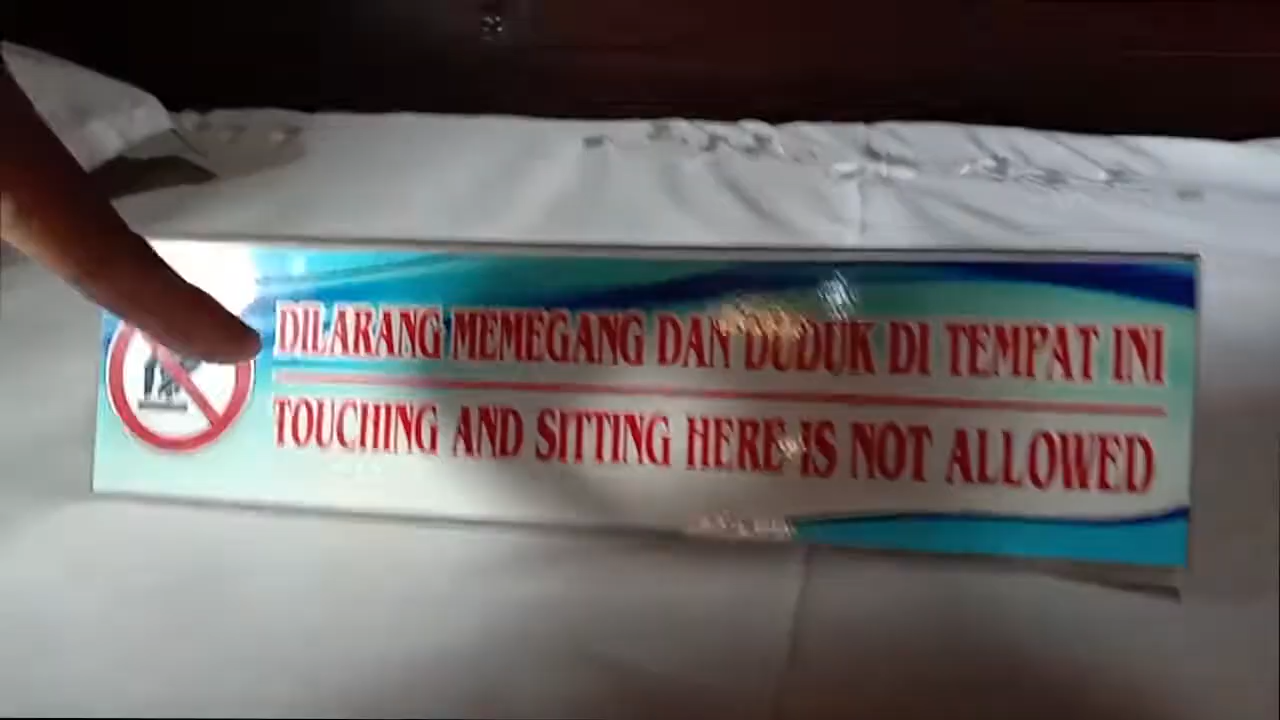 DILARANG MEMEGANG DAN DUDUK DI TEMPAT INI
TOUCHING AND SITTING HERE IS NOT ALLOWED